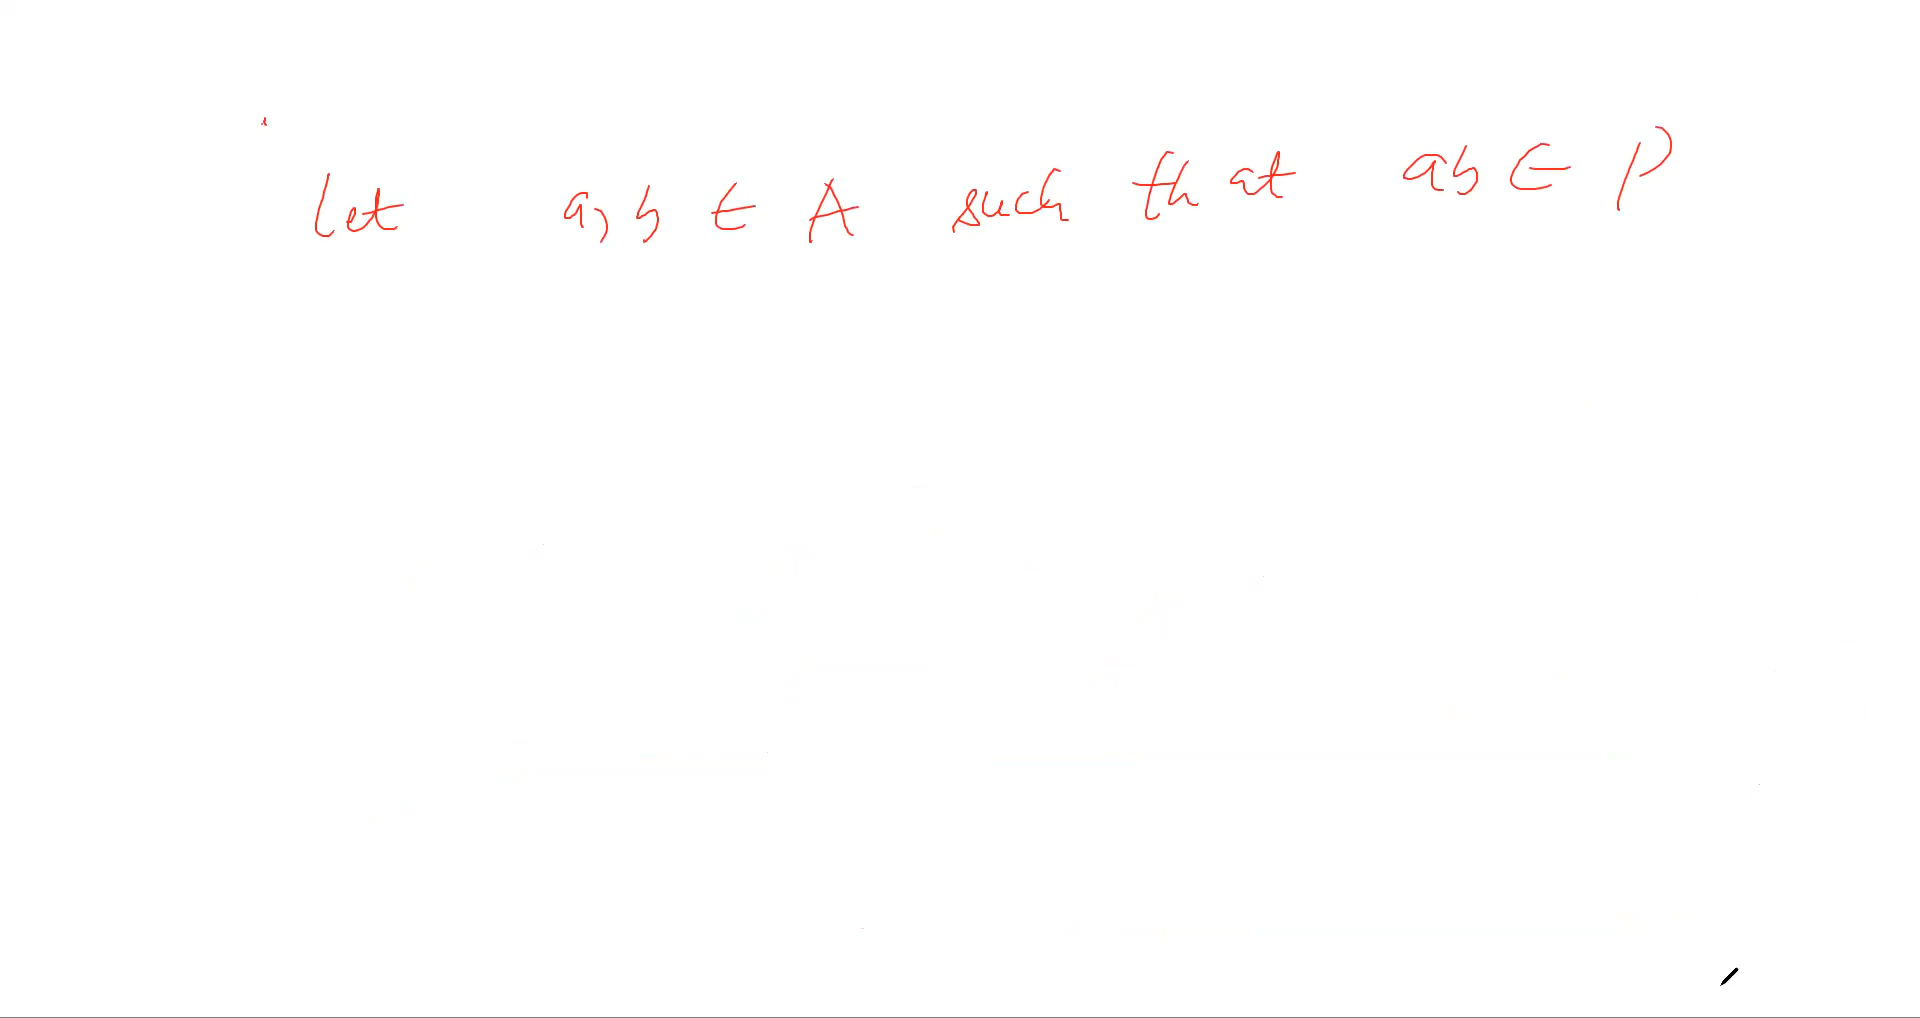 Let a, b ∈ A such that ab ∈ P